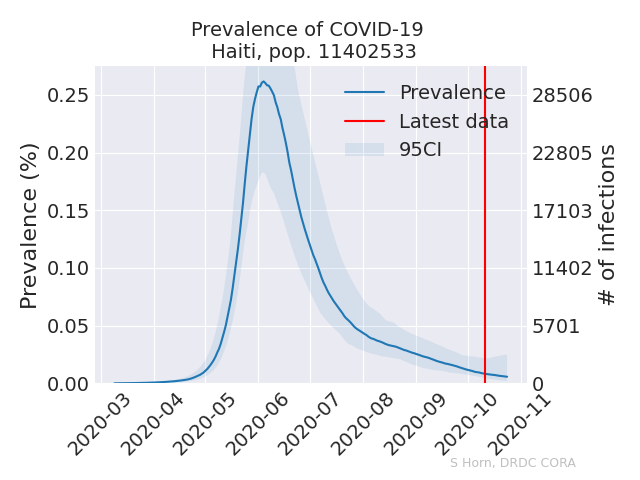 Prevalence of COVID-19
Haiti, pop. 11402533
Prevalence (%)
0.25
0.20
0.15
0.10
0.05
0.00
Prevalence
Latest data
95CI
28506
22805
17103
11402
5701
0
# of infections
2020-03
2020-04
2020-05
2020-06
2020-07
2020-08
2020-09
2020-10
2020-11
S Horn, DRDC CORA